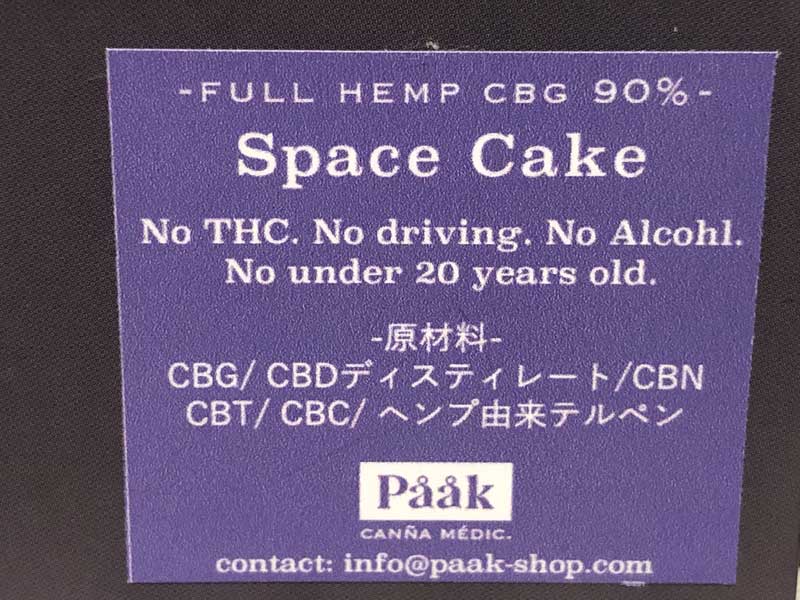 -FULL HEMP CBG 90%-
Space Cake
No THC. No driving. No Alcohl.
No under 20 years old.
-原材料-
CBG/ CBDディスティレート/CBN
CBT/ CBC/ ヘンプ由来テルペン
Pååk
CANÑA MÉDIC.
contact: info@paak-shop.com